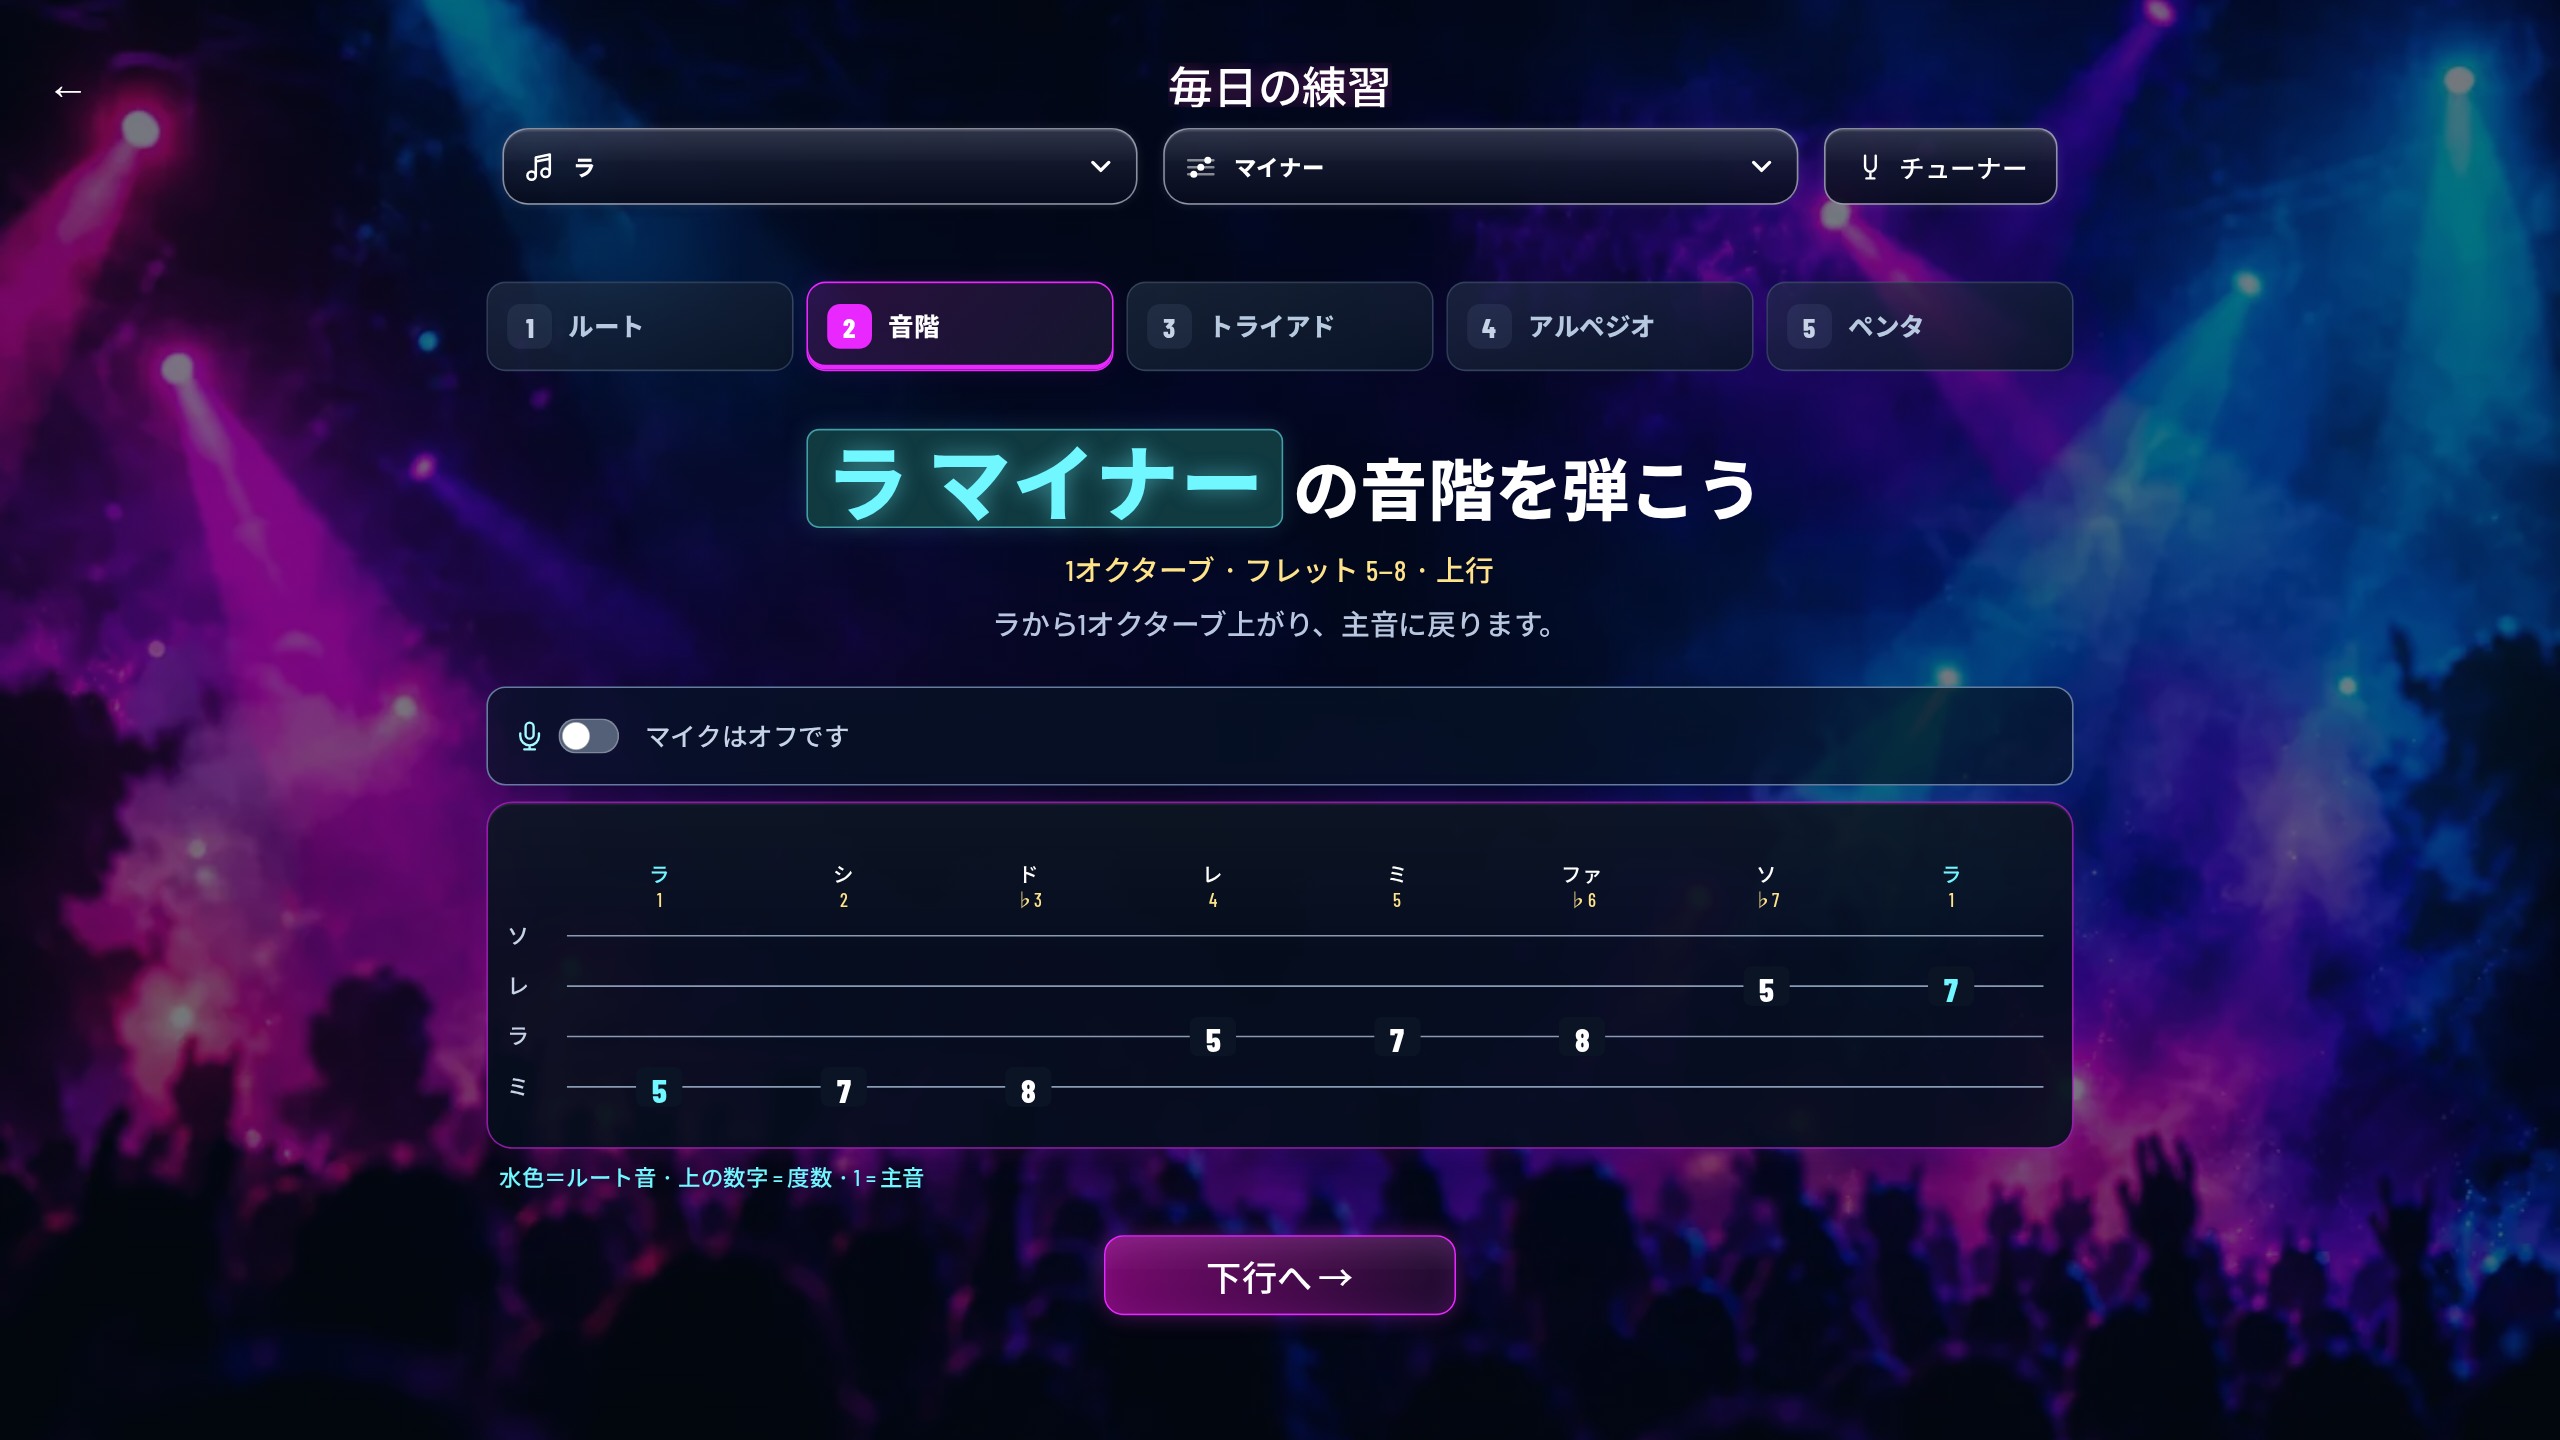 ←
毎日の練習
ラ
マイナー
チューナー
1 ルート
2 音階
3 トライアド
4 アルペジオ
5 ペンタ
ラ マイナー の音階を弾こう
1オクターブ · フレット 5–8 · 上行
ラから1オクターブ上がり、主音に戻ります。
マイクはオフです
ラ シ ド レ ミ ファ ソ ラ
1 2 ♭3 4 5 ♭6 ♭7 1
ソ
レ 5 7
ラ 5 7 8
ミ 5 7 8
水色＝ルート音 · 上の数字 = 度数 · 1 = 主音
下行へ →